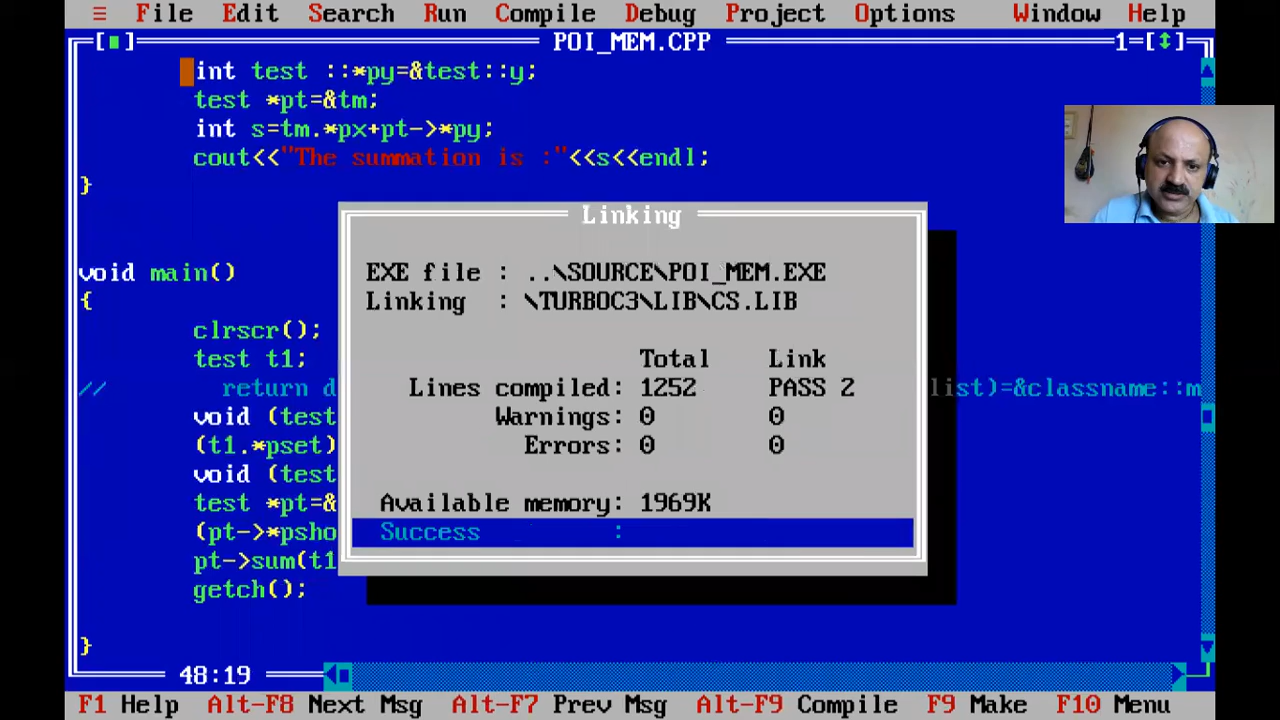 ≡ File Edit Search Run Compile Debug Project Options Window Help
[■] POI_MEM.CPP 1=[↕]
int test ::*py=&test::y;
test *pt=&tm;
int s=tm.*px+pt->*py;
cout<<"The summation is :"<<s<<endl;
}
Linking
EXE file : ..\SOURCE\POI_MEM.EXE
Linking : \TURBOC3\LIB\CS.LIB
Total Link
Lines compiled: 1252 PASS 2
Warnings: 0 0
Errors: 0 0
Available memory: 1969K
Success :
void main()
{
clrscr();
test t1;
// return d list)=&classname::m
void (test
(t1.*pset)
void (test
test *pt=&
(pt->*psho
pt->sum(t1
getch();
}
48:19
F1 Help Alt-F8 Next Msg Alt-F7 Prev Msg Alt-F9 Compile F9 Make F10 Menu